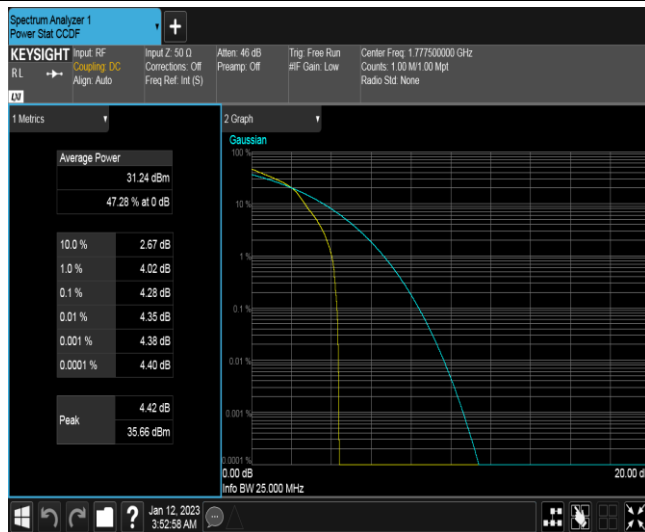 Spectrum Analyzer 1
Power Stat CCDF
+
KEYSIGHT
RL
Input: RF
Coupling: DC
Align: Auto
Input Z: 50 Ω
Corrections: Off
Freq Ref: Int (S)
Atten: 46 dB
Preamp: Off
Trig: Free Run
#IF Gain: Low
Center Freq: 1.777500000 GHz
Counts: 1.00 M/1.00 Mpt
Radio Std: None
LXI
1 Metrics
Average Power
31.24 dBm
47.28 % at 0 dB
10.0 % 2.67 dB
1.0 % 4.02 dB
0.1 % 4.28 dB
0.01 % 4.35 dB
0.001 % 4.38 dB
0.0001 % 4.40 dB
Peak
4.42 dB
35.66 dBm
2 Graph
Gaussian
100 %
10 %
1 %
0.1 %
0.01 %
0.001 %
0.0001 %
0.00 dB
20.00 d
Info BW 25.000 MHz
?
Jan 12, 2023
3:52:58 AM